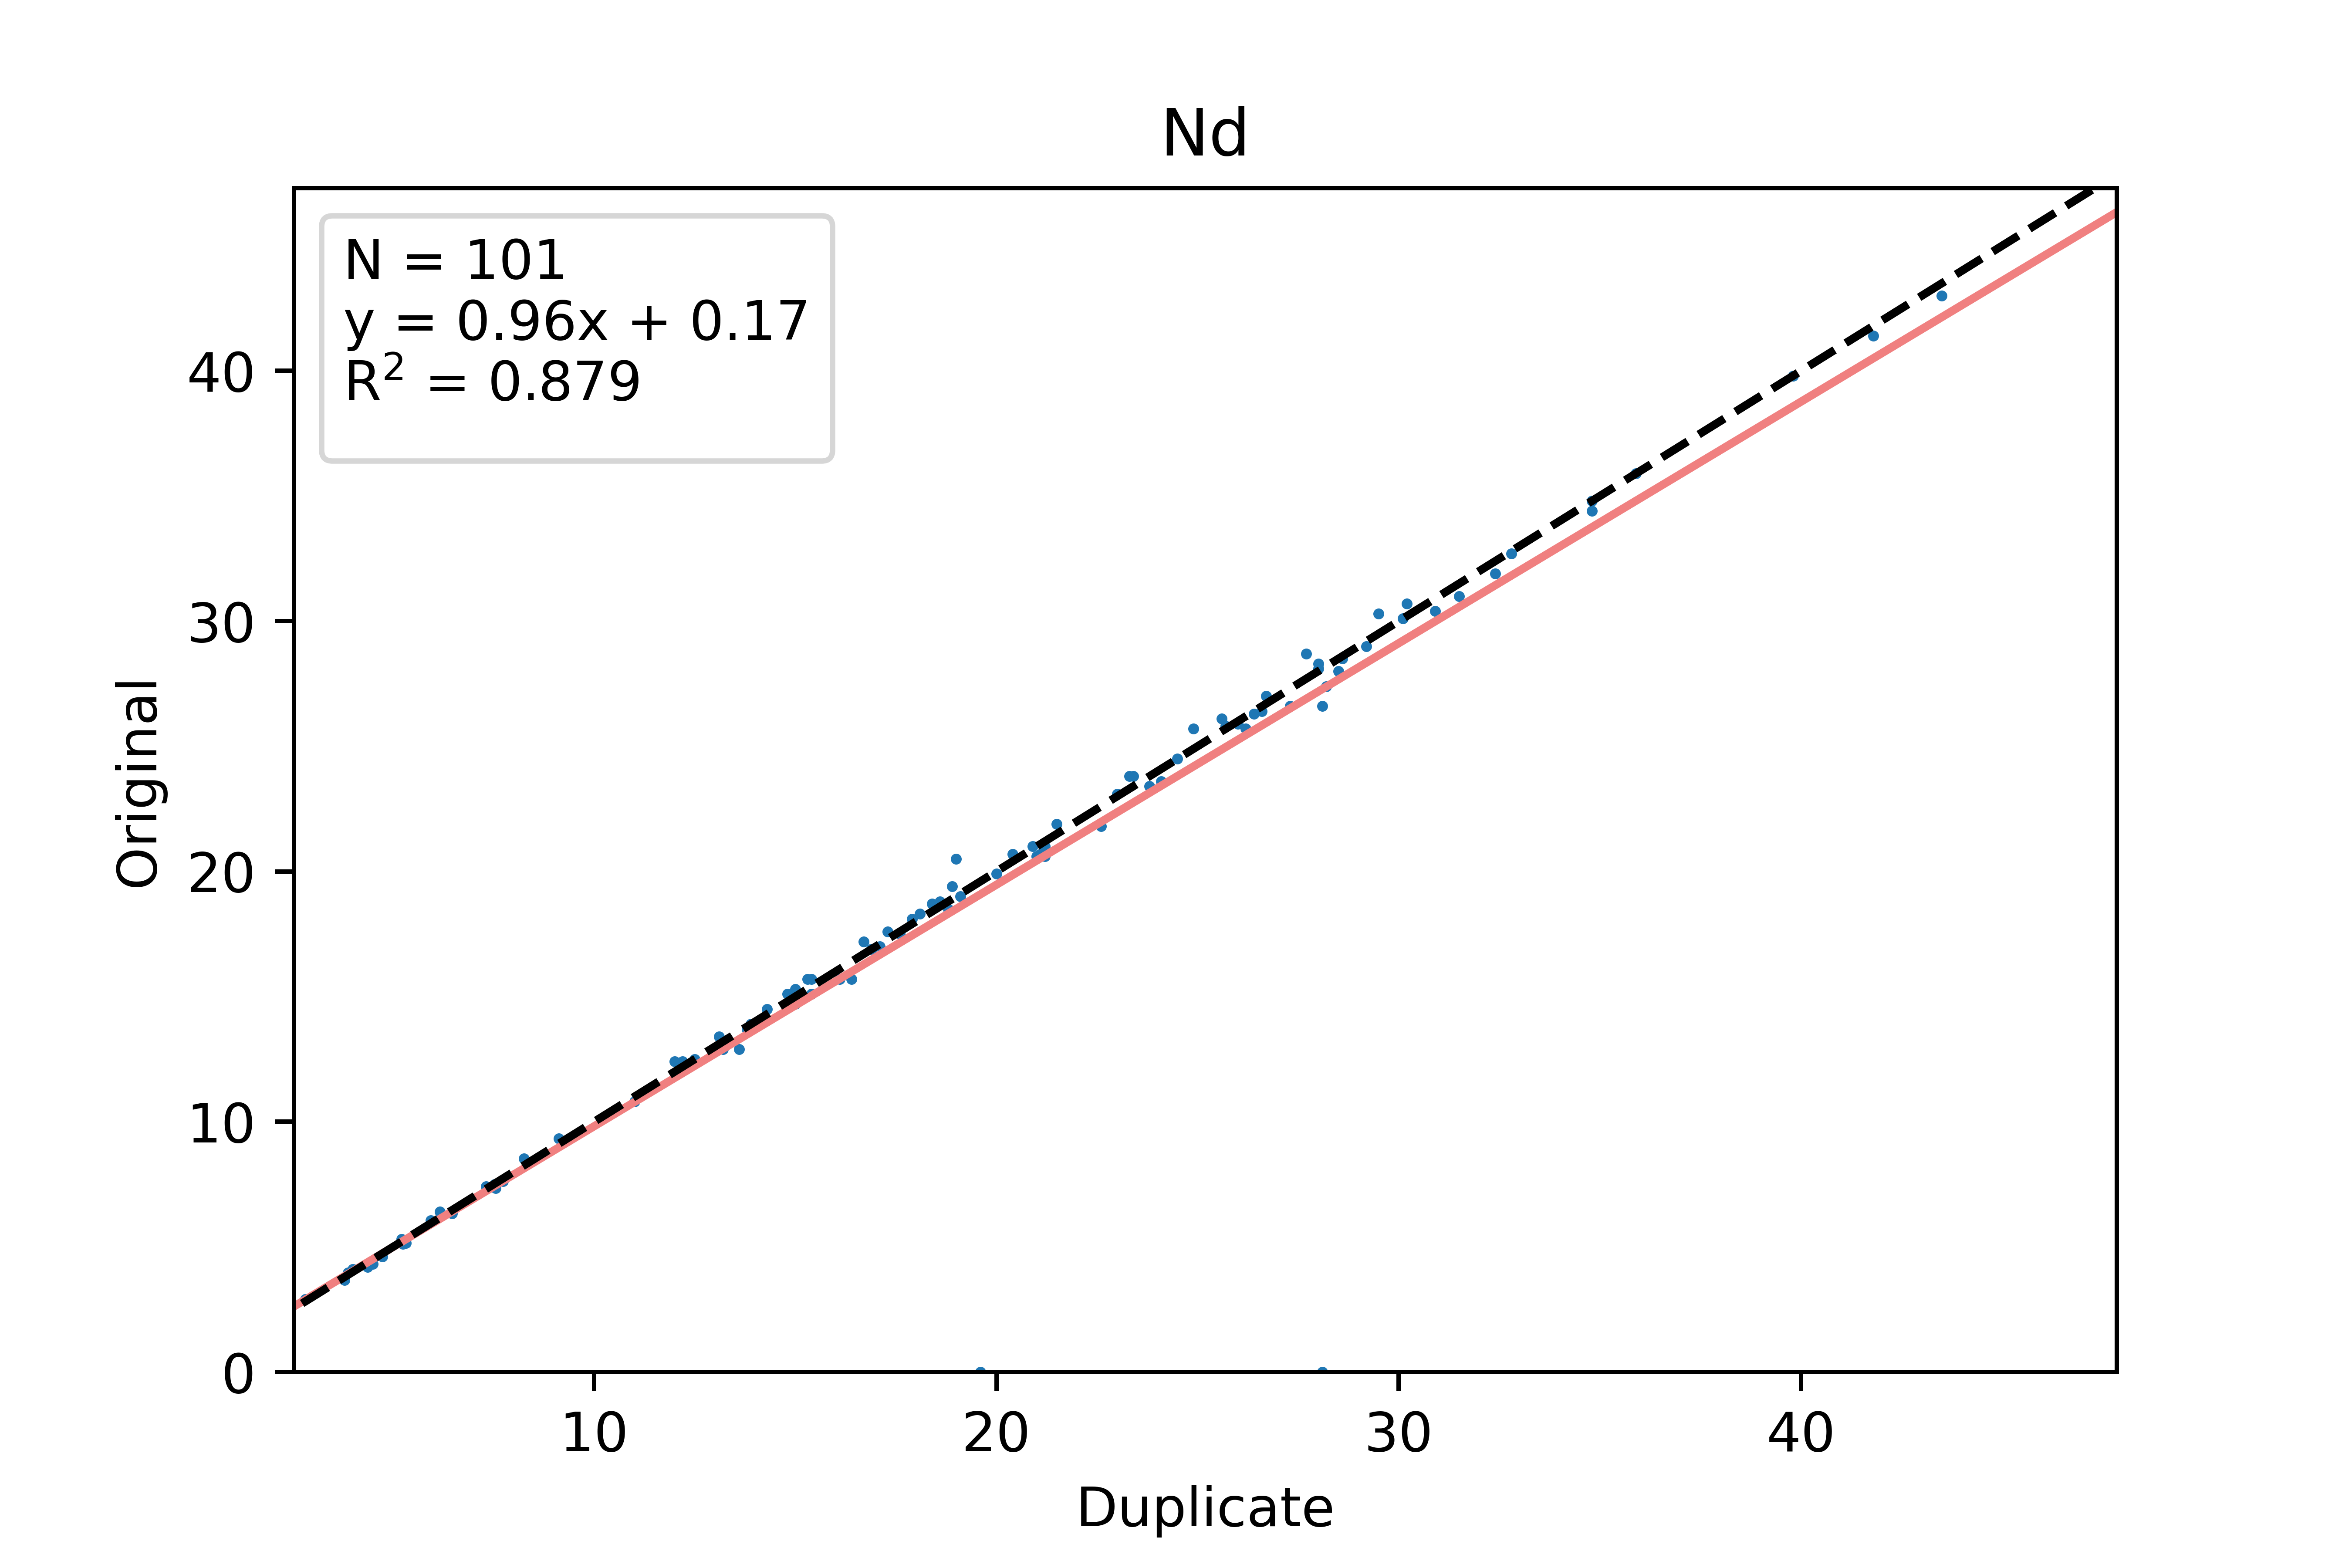 Nd
N = 101
y = 0.96x + 0.17
R² = 0.879
40
30
20
10
0
Original
10 20 30 40
Duplicate